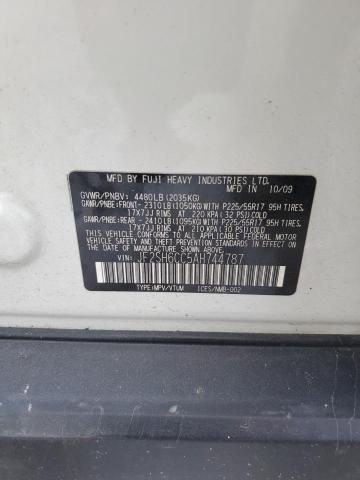 MFD BY FUJI HEAVY INDUSTRIES LTD.
MFD IN 10/09
GVWR/PNBV: 4480LB(2035KG)
GAWR/PNBE:FRONT- 2310LB(1050KG)WITH P225/55R17 95H TIRES,
17X7JJ RIMS AT 220 KPA(32 PSI)COLD
GAWR/PNBE:REAR - 2410LB(1095KG)WITH P225/55R17 95H TIRES,
17X7JJ RIMS AT 210 KPA(30 PSI)COLD
THIS VEHICLE CONFORMS TO ALL APPLICABLE FEDERAL MOTOR
VEHICLE SAFETY AND THEFT PREVENTION STANDARDS IN
EFFECT ON THE DATE OF MANUFACTURE SHOWN ABOVE.
VIN: JF2SH6CC5AH744787
TYPE:MPV/VTUM ICES/NMB-002